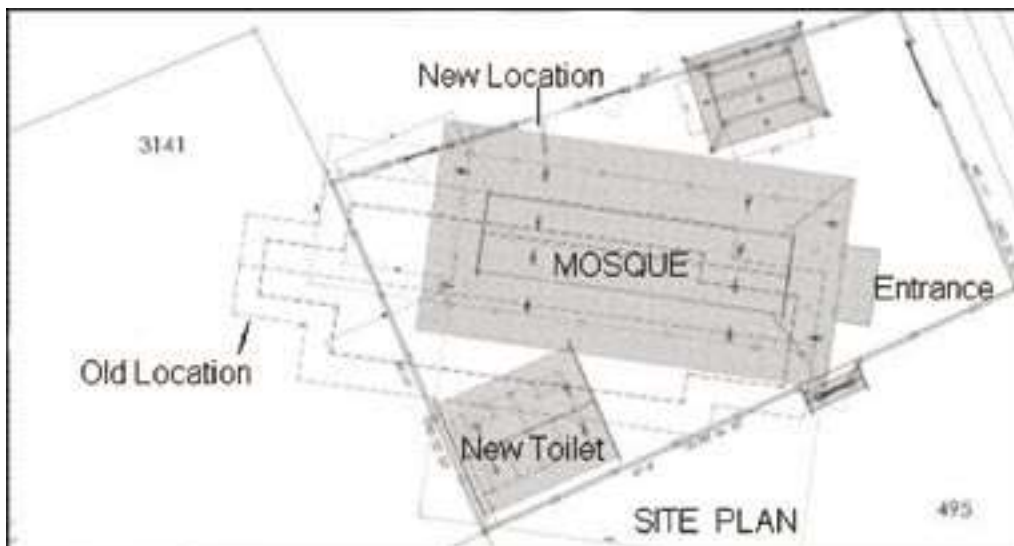 New Location
3141
MOSQUE
Entrance
Old Location
New Toilet
SITE PLAN
495